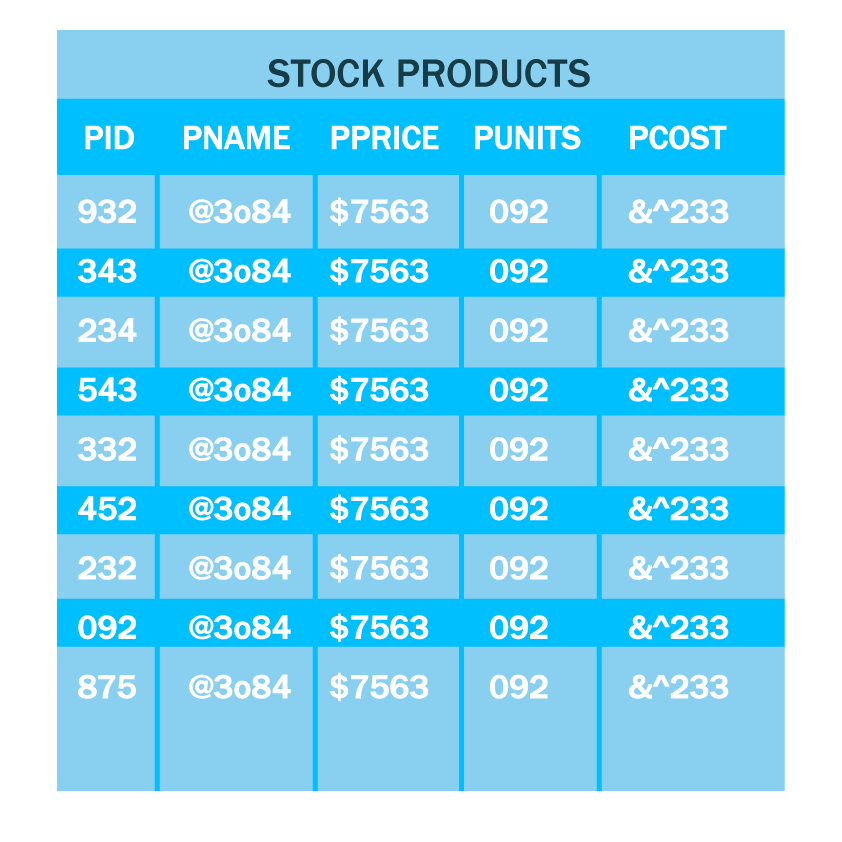 STOCK PRODUCTS
PID PNAME PPRICE PUNITS PCOST
932 @3o84 $7563 092 &^233
343 @3o84 $7563 092 &^233
234 @3o84 $7563 092 &^233
543 @3o84 $7563 092 &^233
332 @3o84 $7563 092 &^233
452 @3o84 $7563 092 &^233
232 @3o84 $7563 092 &^233
092 @3o84 $7563 092 &^233
875 @3o84 $7563 092 &^233